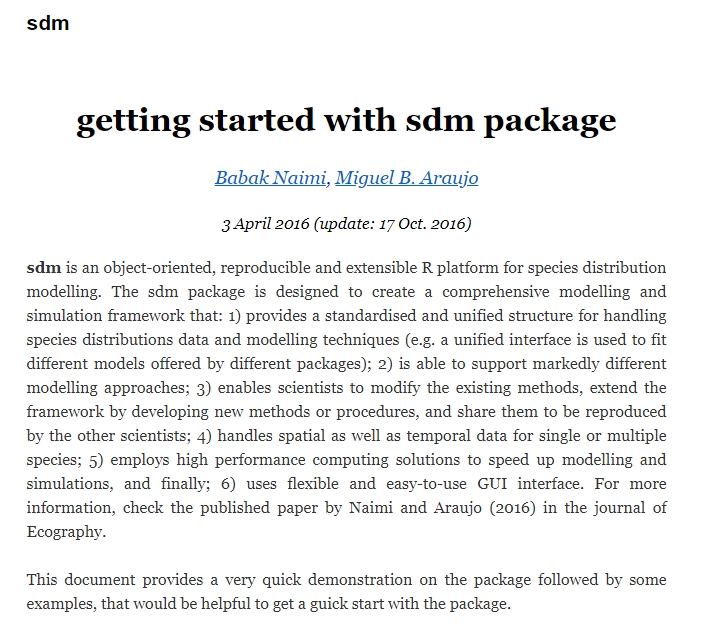 sdm
getting started with sdm package
Babak Naimi, Miguel B. Araujo
3 April 2016 (update: 17 Oct. 2016)
sdm is an object-oriented, reproducible and extensible R platform for species distribution
modelling. The sdm package is designed to create a comprehensive modelling and
simulation framework that: 1) provides a standardised and unified structure for handling
species distributions data and modelling techniques (e.g. a unified interface is used to fit
different models offered by different packages); 2) is able to support markedly different
modelling approaches; 3) enables scientists to modify the existing methods, extend the
framework by developing new methods or procedures, and share them to be reproduced
by the other scientists; 4) handles spatial as well as temporal data for single or multiple
species; 5) employs high performance computing solutions to speed up modelling and
simulations, and finally; 6) uses flexible and easy-to-use GUI interface. For more
information, check the published paper by Naimi and Araujo (2016) in the journal of
Ecography.
This document provides a very quick demonstration on the package followed by some
examples, that would be helpful to get a guick start with the package.